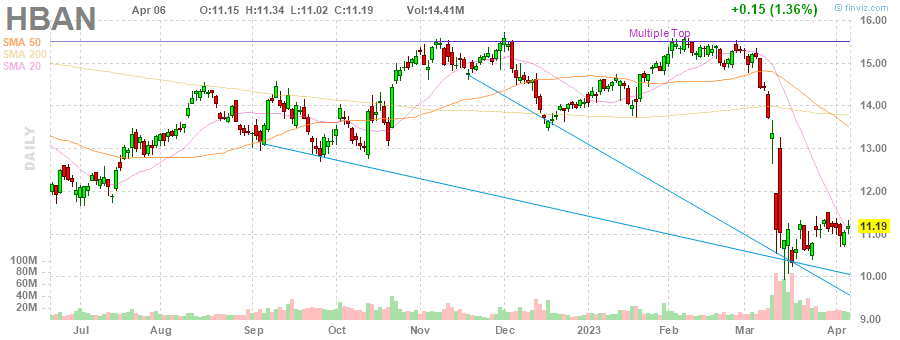 HBAN Apr 06 O:11.15 H:11.34 L:11.02 C:11.19 Vol:14.41M +0.15 (1.36%) © finviz.com
SMA 50
SMA 200
SMA 20
Multiple Top
DAILY
16.00
15.00
14.00
13.00
12.00
11.19
11.00
10.00
9.00
100M
80M
60M
40M
20M
Jul Aug Sep Oct Nov Dec 2023 Feb Mar Apr